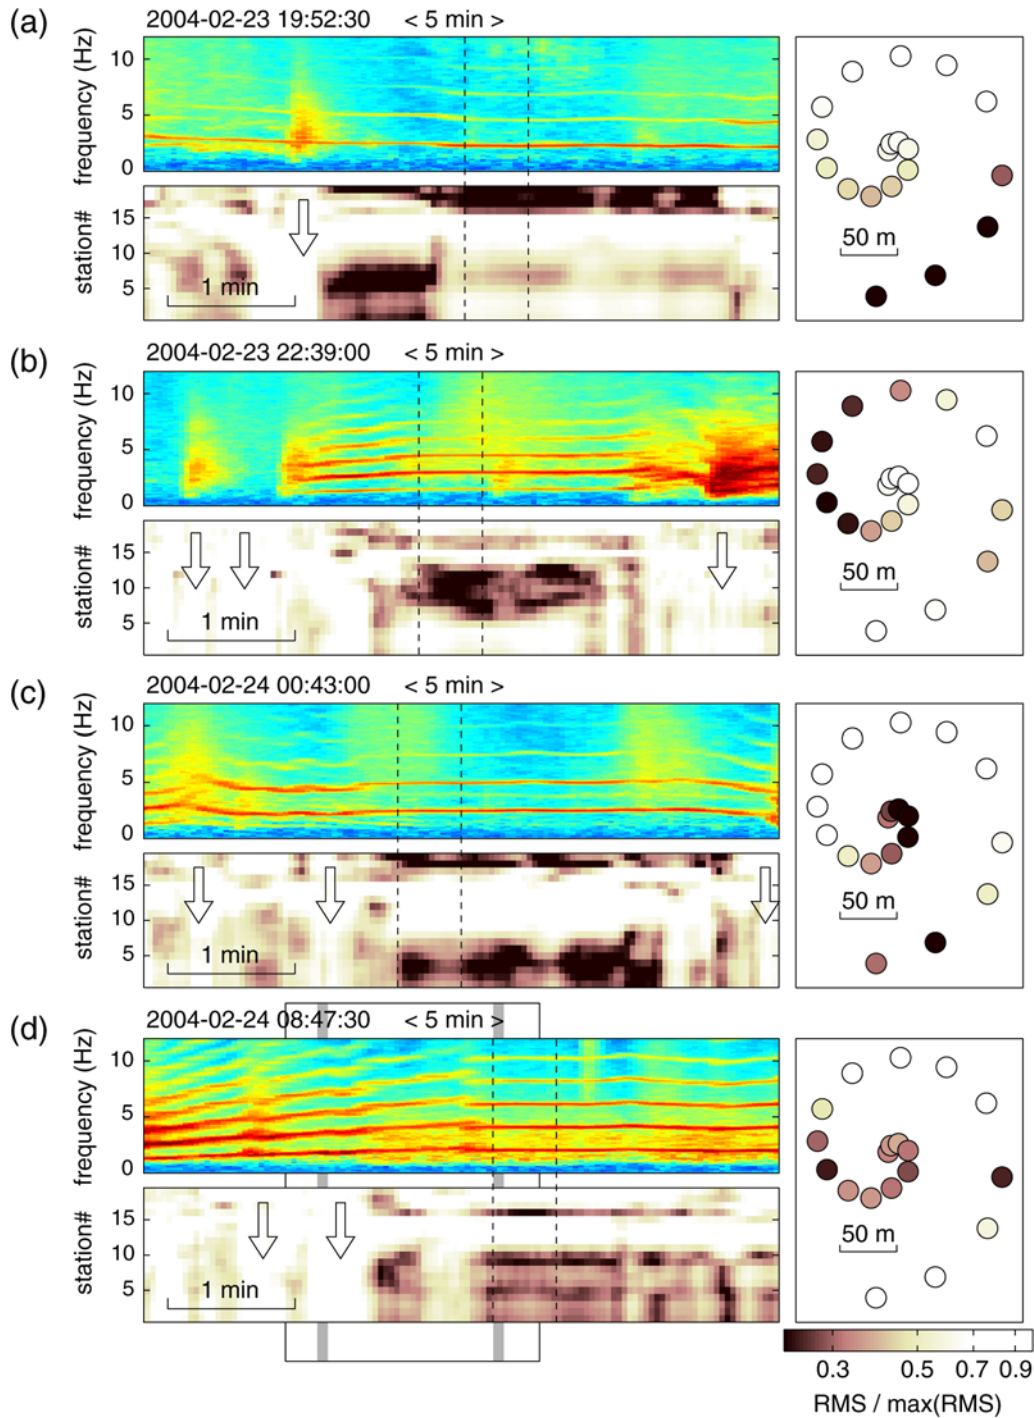 (a) 2004-02-23 19:52:30 < 5 min >
frequency (Hz)
10
5
0
station#
15
10
5
1 min
50 m
(b) 2004-02-23 22:39:00 < 5 min >
frequency (Hz)
10
5
0
station#
15
10
5
1 min
50 m
(c) 2004-02-24 00:43:00 < 5 min >
frequency (Hz)
10
5
0
station#
15
10
5
1 min
50 m
(d) 2004-02-24 08:47:30 < 5 min >
frequency (Hz)
10
5
0
station#
15
10
5
1 min
50 m
0.3 0.5 0.7 0.9
RMS / max(RMS)